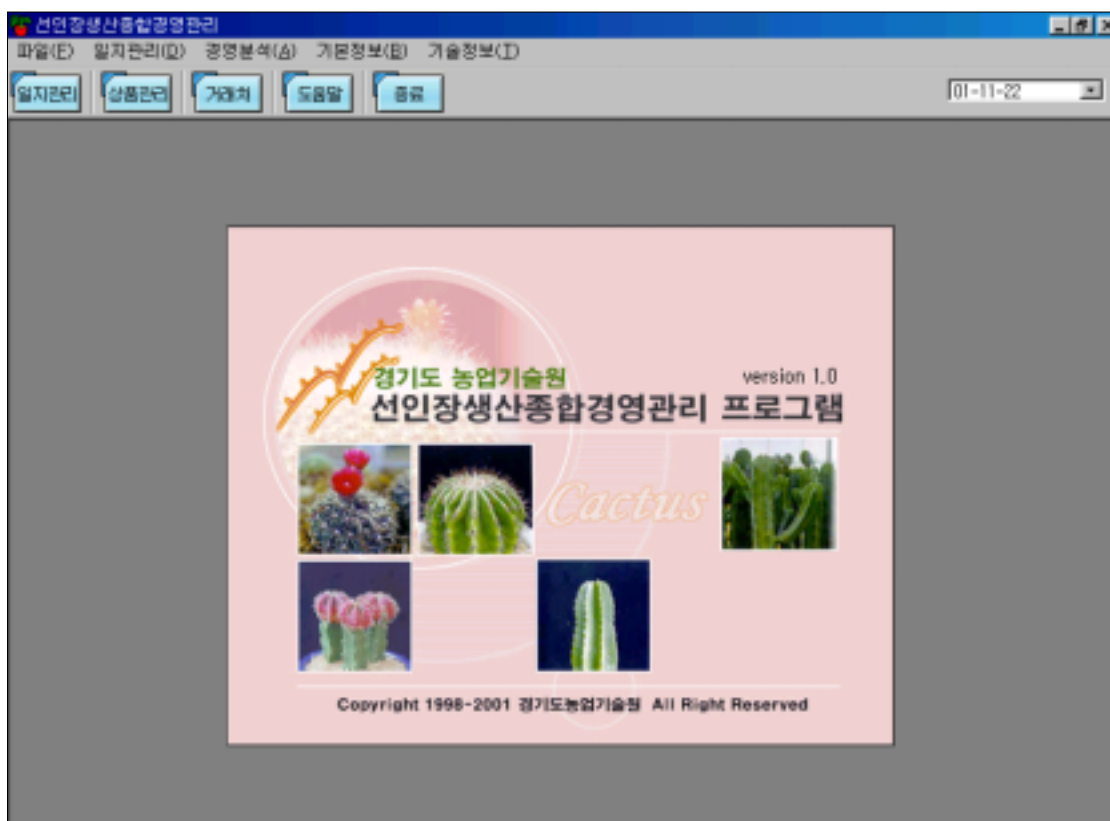 선인장생산종합경영관리
파일(F) 일지관리(D) 경영분석(A) 기본정보(B) 기술정보(T)
일지관리 상품관리 거래처 도움말 종료 01-11-22
경기도 농업기술원 version 1.0
선인장생산종합경영관리 프로그램
Cactus
Copyright 1998-2001 경기도농업기술원 All Right Reserved